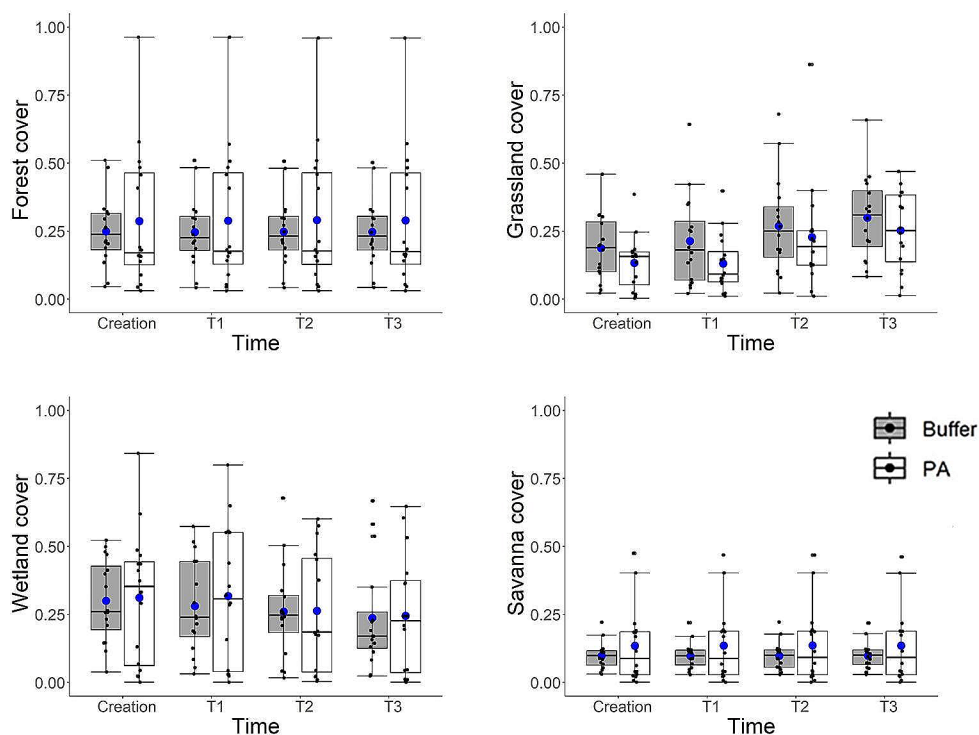 Forest cover
1.00
0.75
0.50
0.25
0.00
Creation T1 T2 T3
Time
Grassland cover
1.00
0.75
0.50
0.25
0.00
Creation T1 T2 T3
Time
Wetland cover
1.00
0.75
0.50
0.25
0.00
Creation T1 T2 T3
Time
Savanna cover
1.00
0.75
0.50
0.25
0.00
Creation T1 T2 T3
Time
Buffer
PA